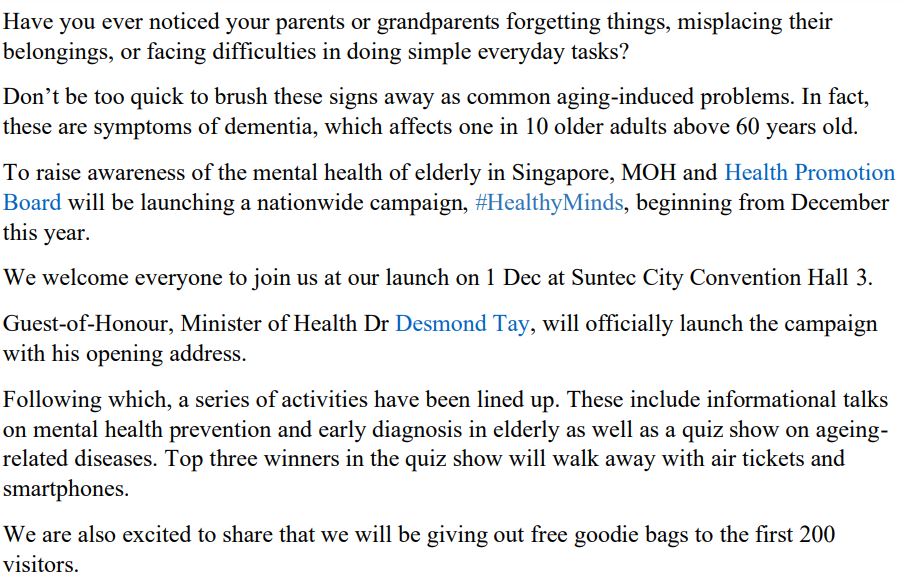 Have you ever noticed your parents or grandparents forgetting things, misplacing their
belongings, or facing difficulties in doing simple everyday tasks?
Don’t be too quick to brush these signs away as common aging-induced problems. In fact,
these are symptoms of dementia, which affects one in 10 older adults above 60 years old.
To raise awareness of the mental health of elderly in Singapore, MOH and Health Promotion
Board will be launching a nationwide campaign, #HealthyMinds, beginning from December
this year.
We welcome everyone to join us at our launch on 1 Dec at Suntec City Convention Hall 3.
Guest-of-Honour, Minister of Health Dr Desmond Tay, will officially launch the campaign
with his opening address.
Following which, a series of activities have been lined up. These include informational talks
on mental health prevention and early diagnosis in elderly as well as a quiz show on ageing-
related diseases. Top three winners in the quiz show will walk away with air tickets and
smartphones.
We are also excited to share that we will be giving out free goodie bags to the first 200
visitors.